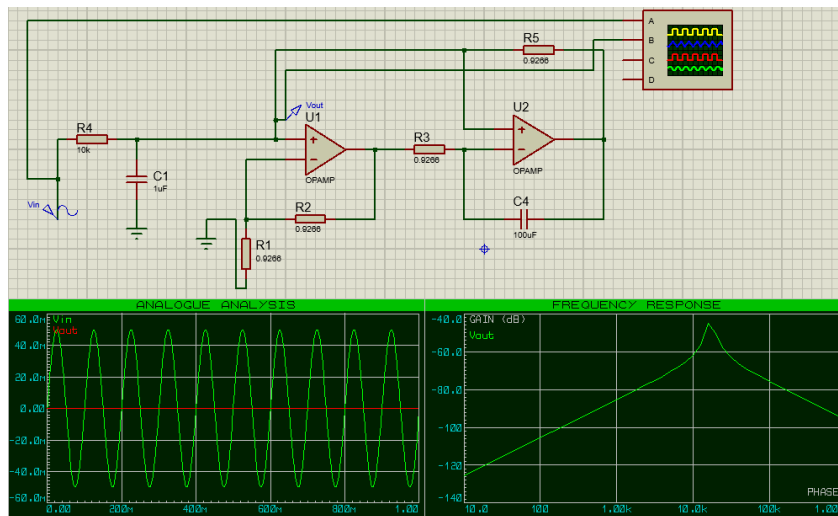 A
B
C
D
R5
0.9266
Vout
U1
U2
R4
10k
R3
0.9266
C1
1uF
OPAMP
OPAMP
C4
100uF
R2
0.9266
Vin
R1
0.9266
ANALOGUE ANALYSIS
FREQUENCY RESPONSE
60.0m
Vin
Vout
40.0m
20.0m
0.00
-20.0m
-40.0m
-60.0m
0.00
200m
400m
600m
800m
1.00
-40.0
GAIN (dB)
Vout
-60.0
-80.0
-100
-120
-140
PHASE
10.0
100
1.00k
10.0k
100k